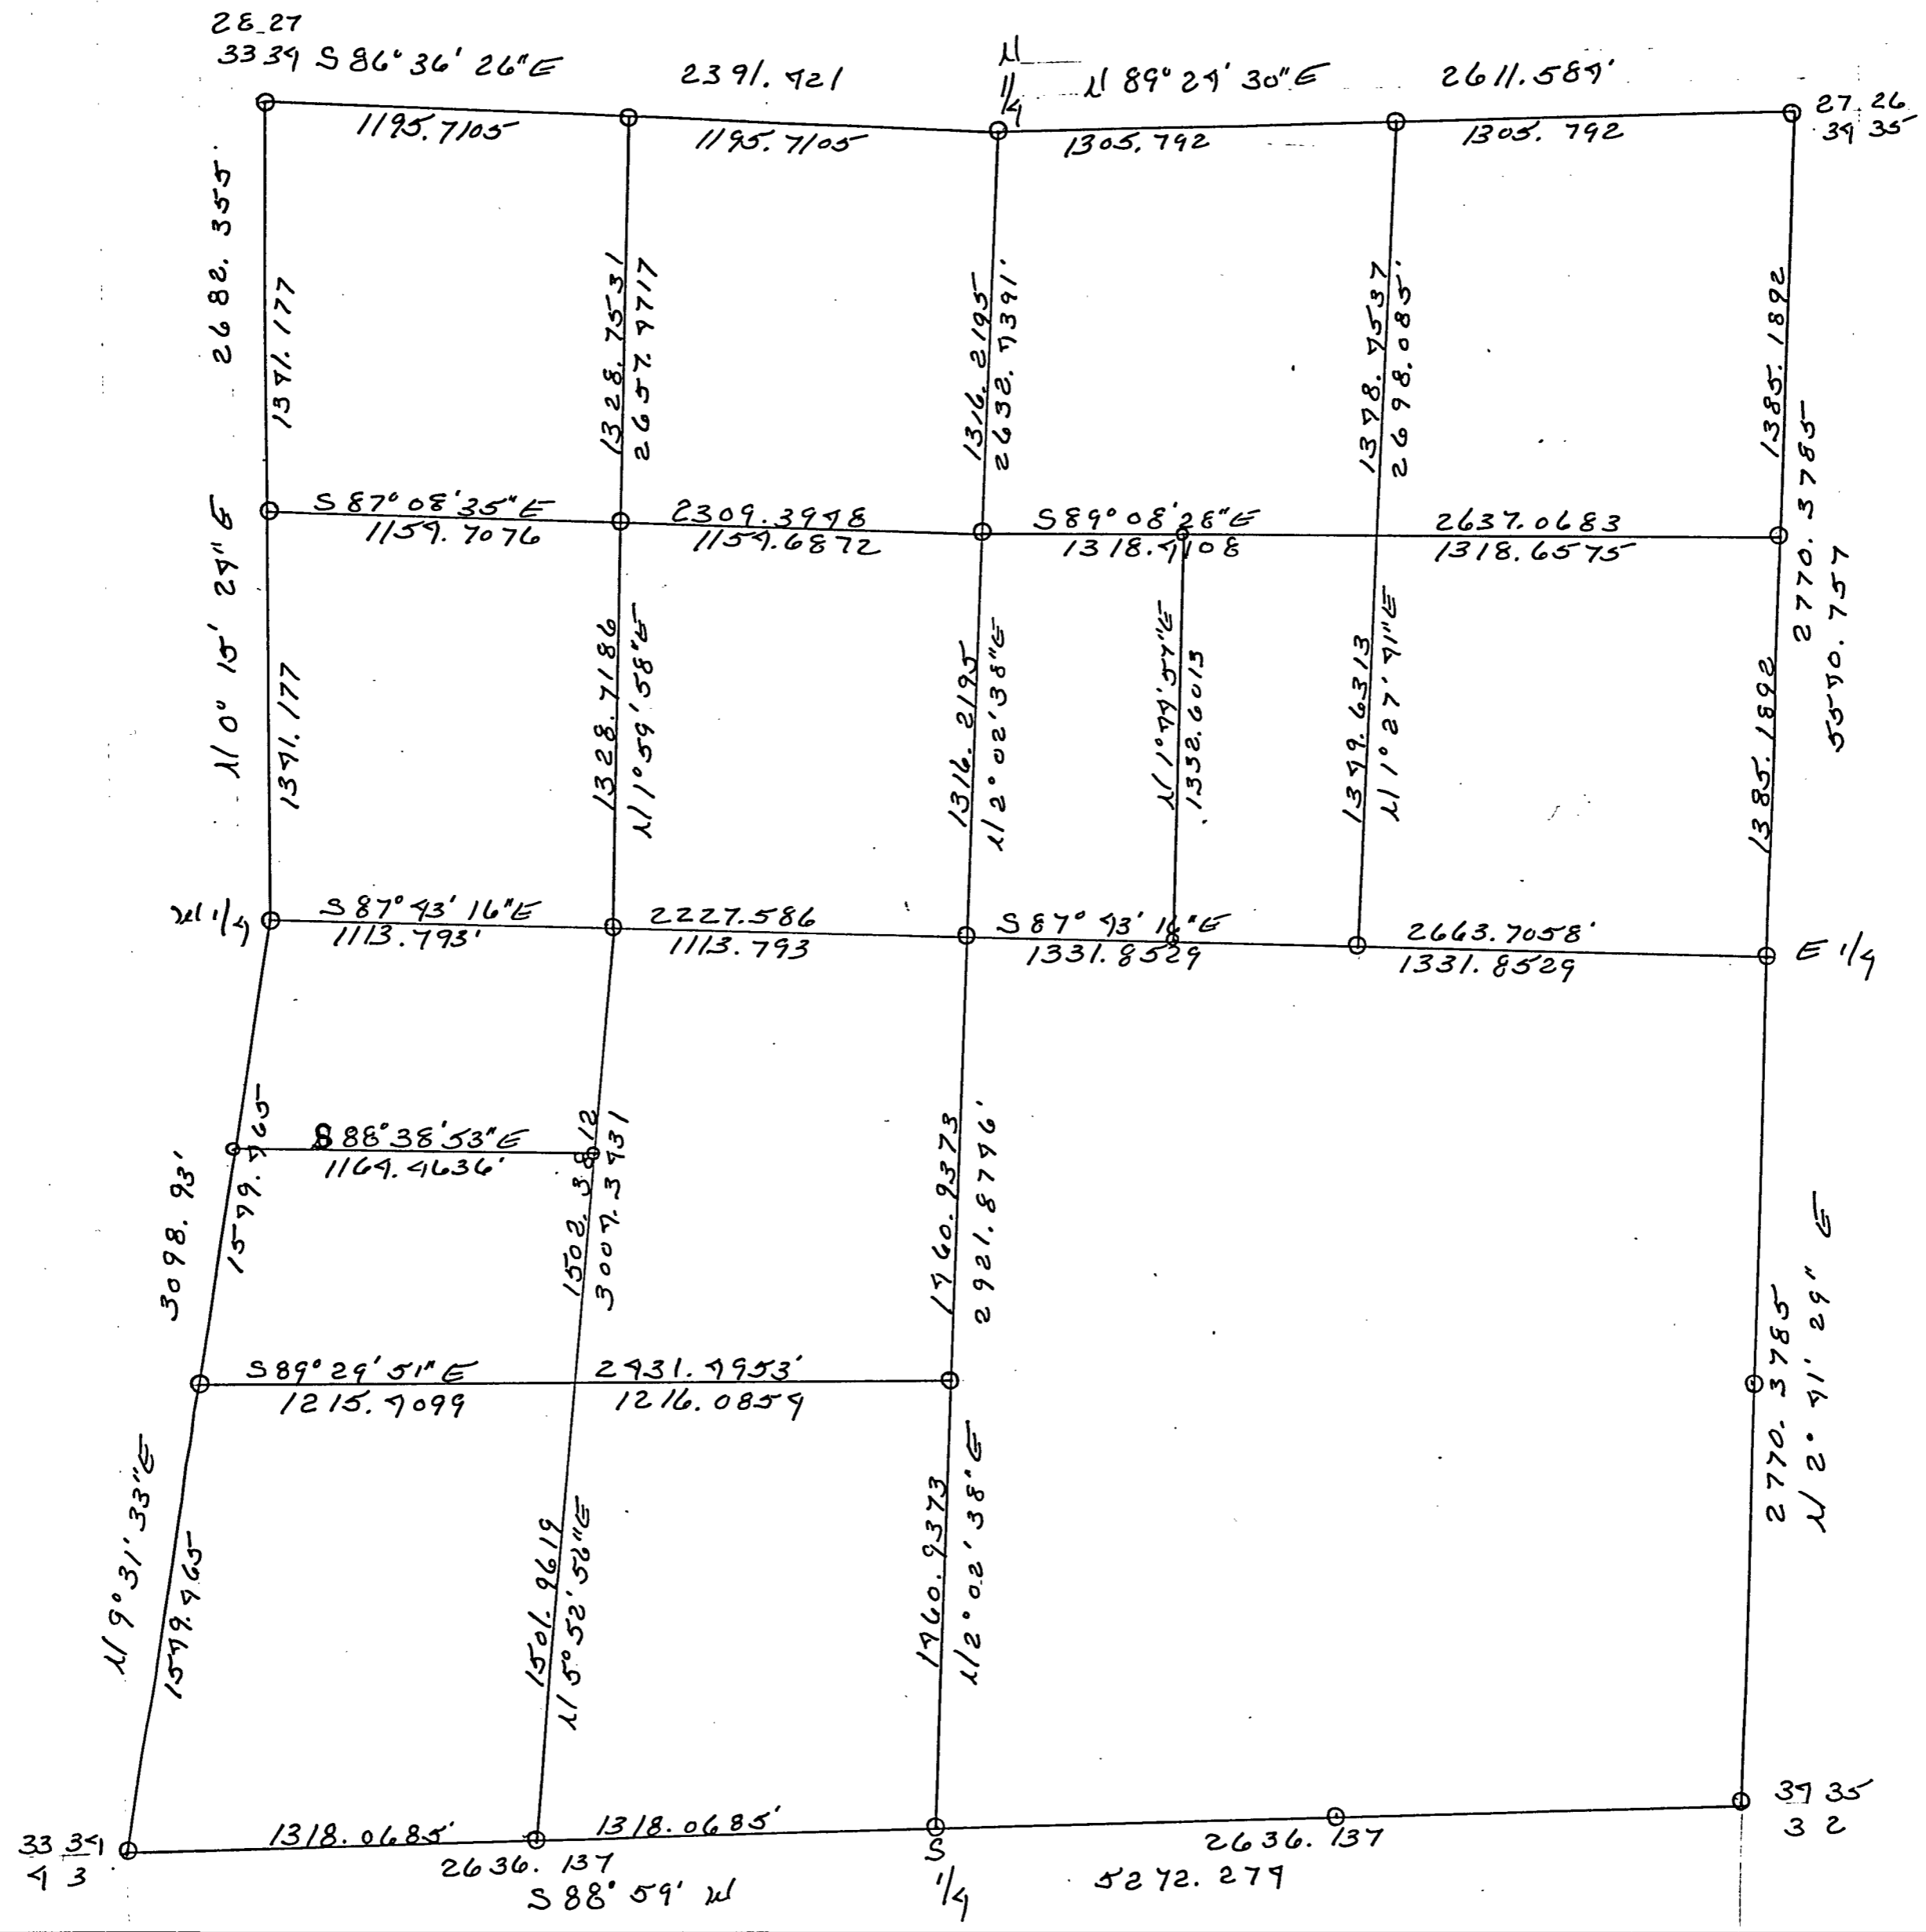 28 27
33 34 S 86° 36' 26" E 2391.421
N 1/4
N 89° 24' 30" E 2611.584'
27 26
34 35
1195.7105
1195.7105
1305.792
1305.792
2682.355'
1341.177
1328.7531
2657.4717
1316.2195
2632.4391'
1378.7537
2698.085'
1385.1892
S 87° 08' 35" E 2309.3948
1154.7076
1154.6872
S 89° 08' 28" E 2637.0683
1318.4108
1318.6575
2770.3785
5540.757
N 0° 15' 24" E
1341.177
1328.7186
N 1° 59' 58" E
1316.2195
N 2° 02' 38" E
N 1° 44' 54" E
1332.6013
1349.6313
N 1° 27' 41" E
1385.1892
W 1/4
S 87° 43' 16" E 2227.586
1113.793'
1113.793
S 87° 43' 16" E 2663.7058'
1331.8529
1331.8529
E 1/4
3098.93'
1549.465
S 88° 38' 53" E
1164.4636'
1502.3812
3004.3431
1460.9373
2921.8746'
S 89° 29' 51" E 2431.4953'
1215.4099
1216.0854
N 9° 31' 33" E
1549.465
1501.9619
N 5° 52' 56" E
1460.9373
N 2° 02' 38" E
2770.3785
N 2° 41' 29" E
33 34
4 3
1318.0685'
1318.0685'
2636.137
S 88° 59' W
S 1/4
2636.137
5272.274
34 35
3 2